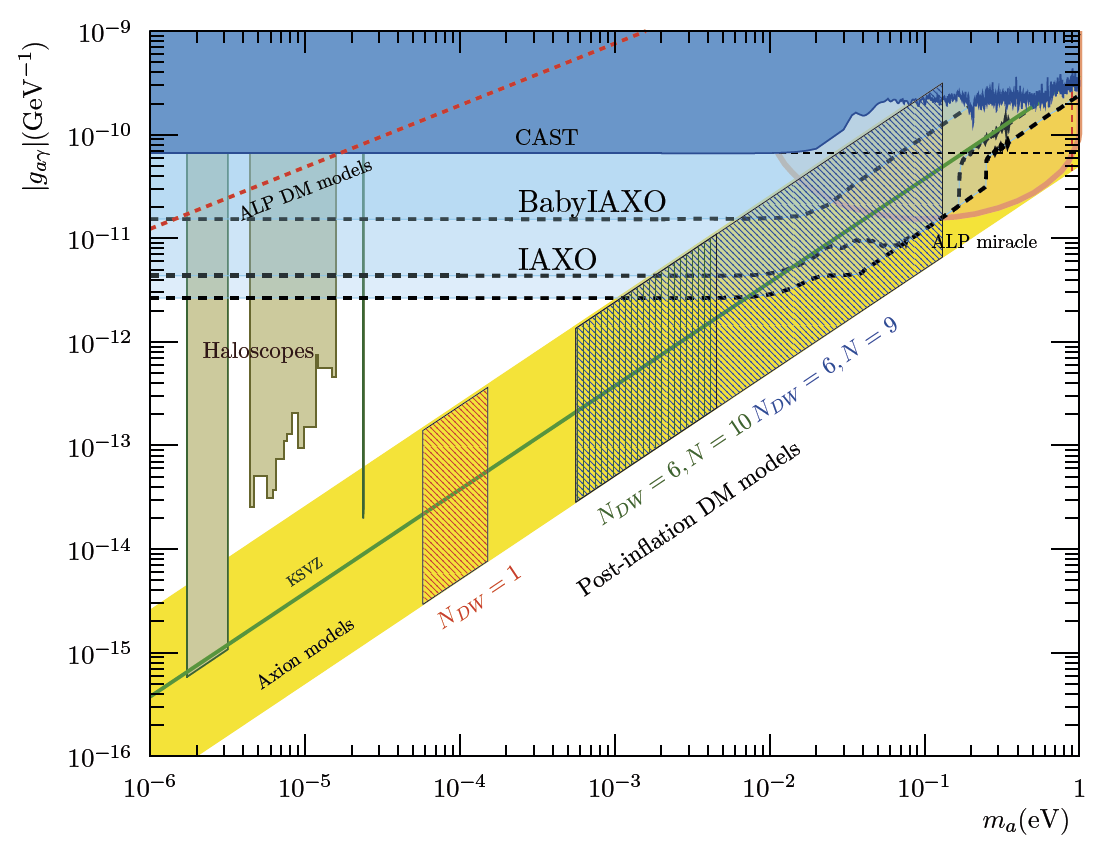 |g_{aγ}|(GeV^{−1})
10^{−9}
10^{−10}
10^{−11}
10^{−12}
10^{−13}
10^{−14}
10^{−15}
10^{−16}
CAST
ALP DM models
BabyIAXO
IAXO
ALP miracle
Haloscopes
N_{DW} = 6, N = 9
N_{DW} = 6, N = 10
Post-inflation DM models
KSVZ
N_{DW} = 1
Axion models
10^{−6}
10^{−5}
10^{−4}
10^{−3}
10^{−2}
10^{−1}
1
m_a(eV)